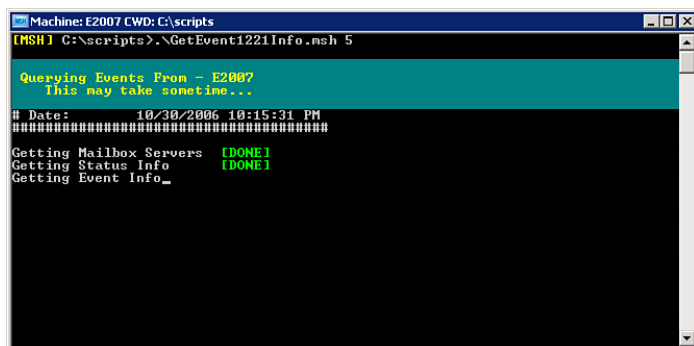 MSH Machine: E2007 CWD: C:\scripts
[MSH] C:\scripts>.\GetEvent1221Info.msh 5
Querying Events From - E2007
This may take sometime...
# Date: 10/30/2006 10:15:31 PM
########################################
Getting Mailbox Servers [DONE]
Getting Status Info [DONE]
Getting Event Info_